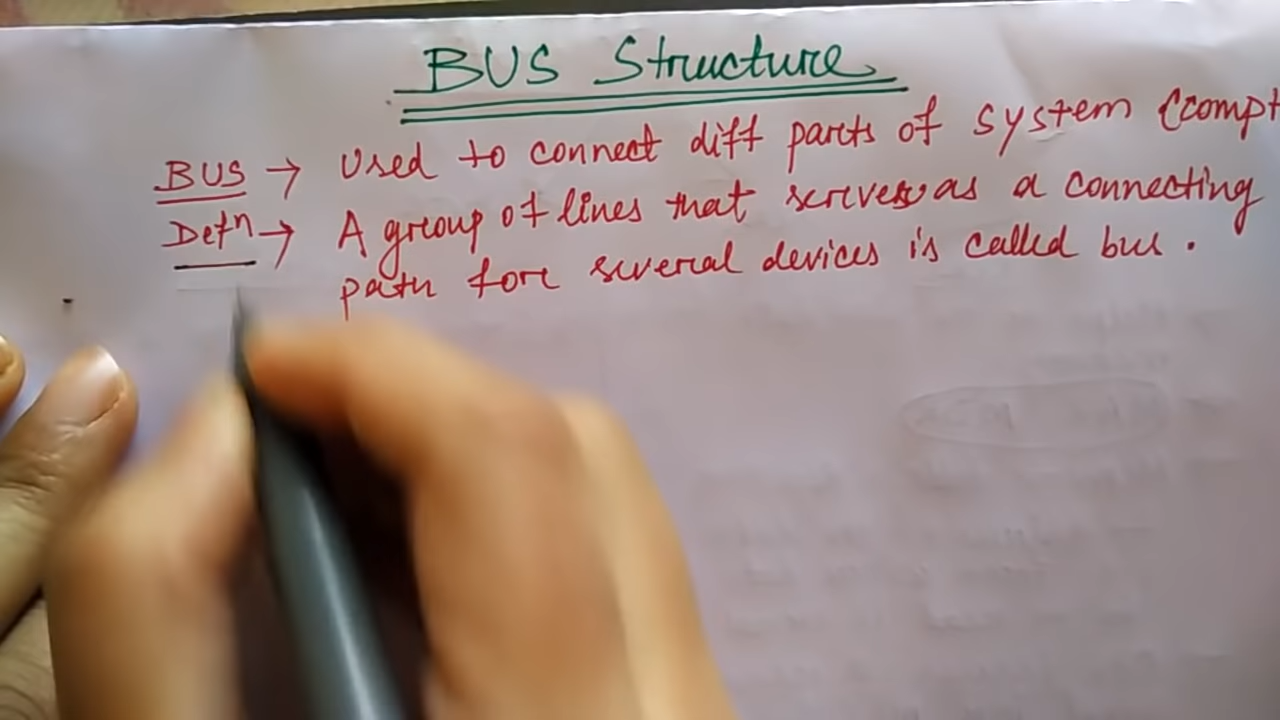 BUS Structure
BUS → Used to connect diff parts of system (compt
Defⁿ → A group of lines that serves as a connecting
path for several devices is called bus.